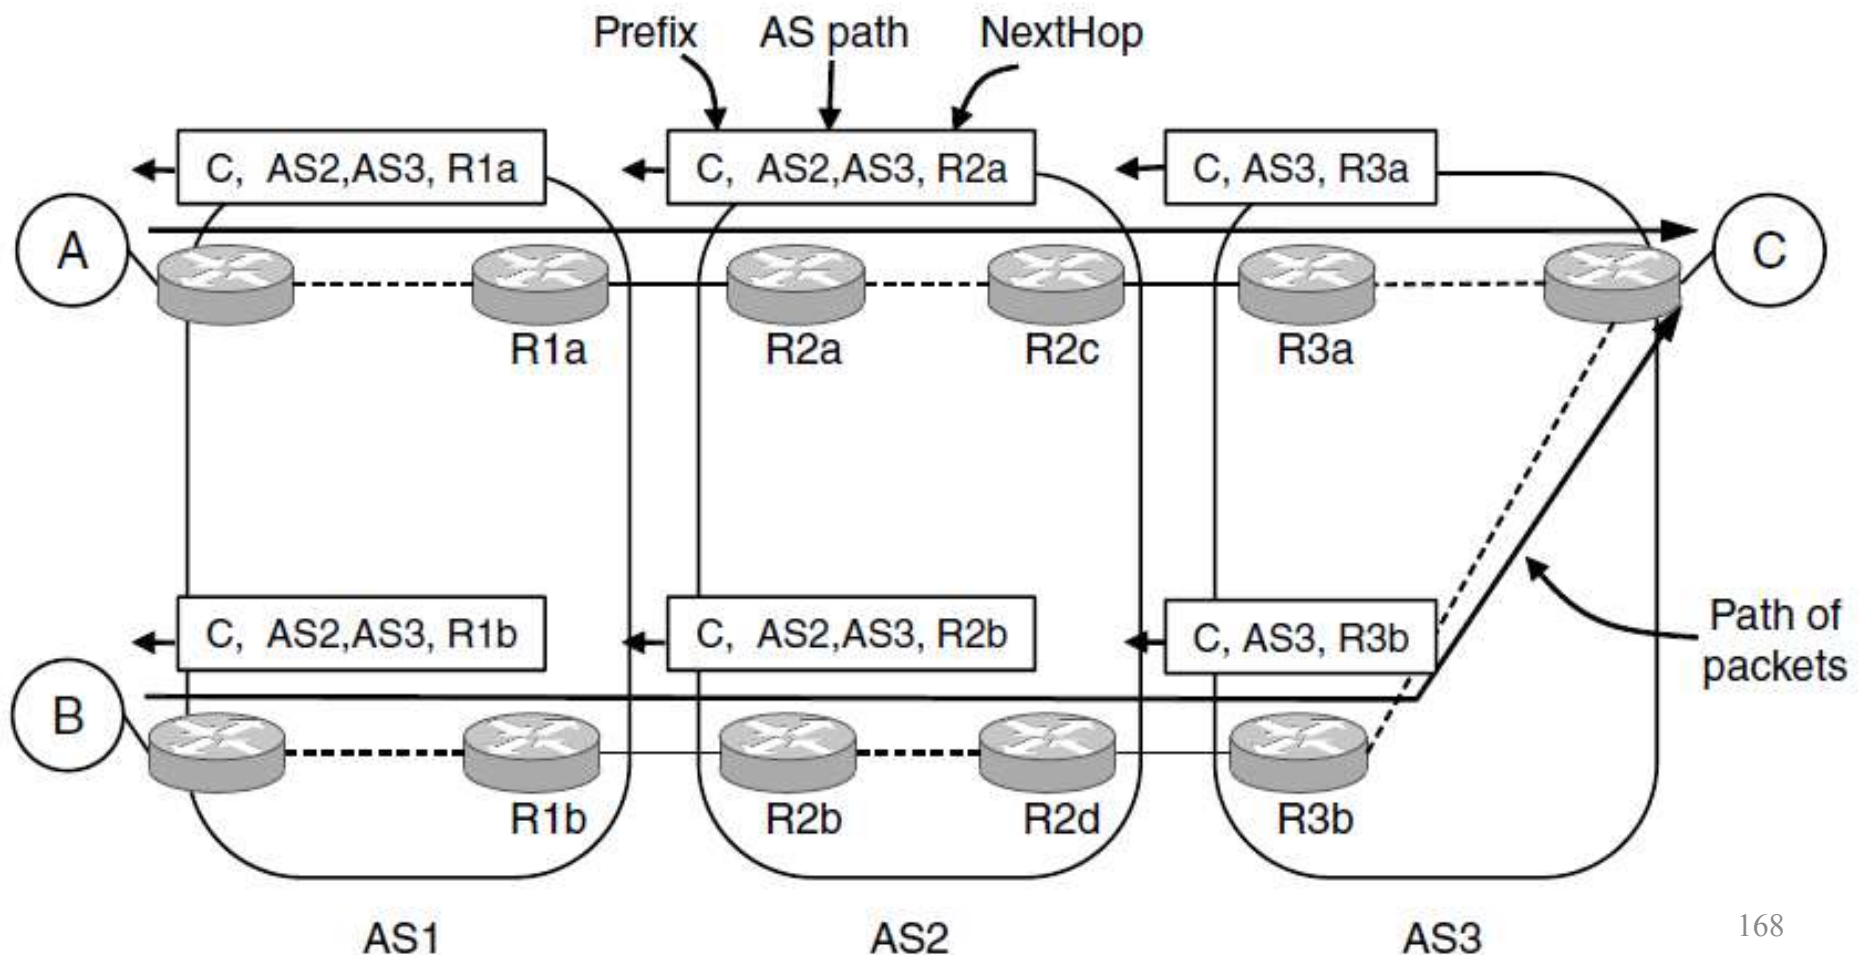 Prefix AS path NextHop
C, AS2,AS3, R1a
C, AS2,AS3, R2a
C, AS3, R3a
A
C
R1a
R2a
R2c
R3a
C, AS2,AS3, R1b
C, AS2,AS3, R2b
C, AS3, R3b
Path of
packets
B
R1b
R2b
R2d
R3b
AS1
AS2
AS3
168